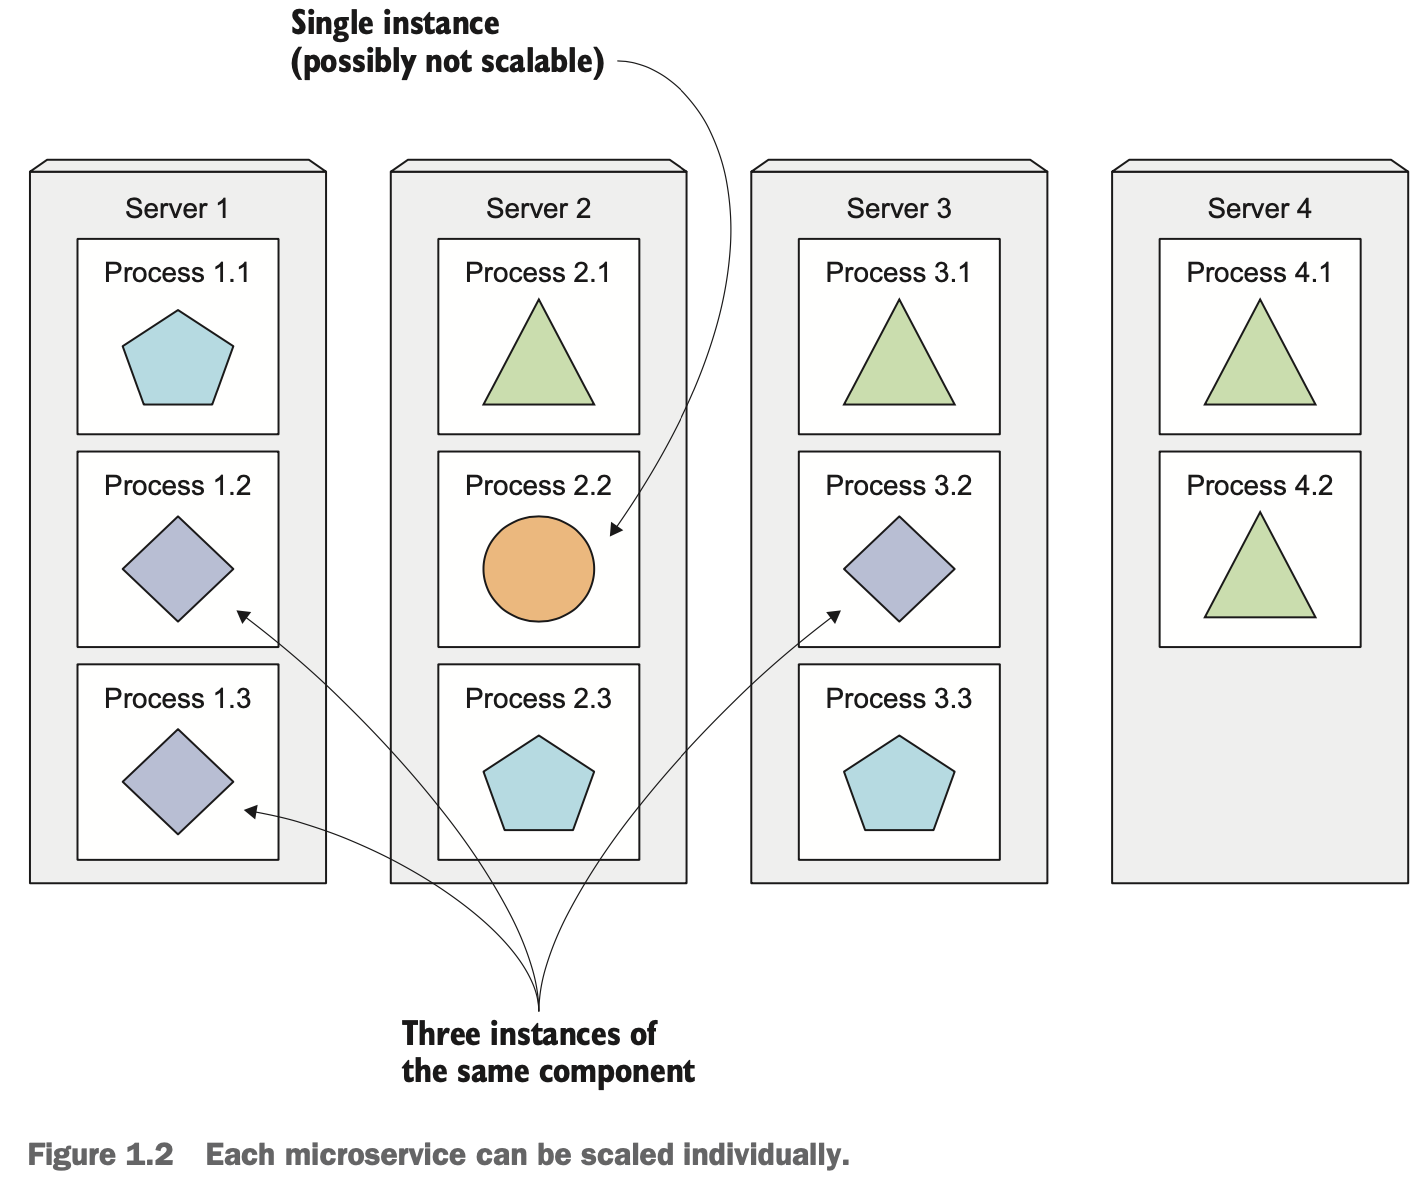 Single instance
(possibly not scalable)
Server 1
Process 1.1
Process 1.2
Process 1.3
Server 2
Process 2.1
Process 2.2
Process 2.3
Server 3
Process 3.1
Process 3.2
Process 3.3
Server 4
Process 4.1
Process 4.2
Three instances of
the same component
Figure 1.2 Each microservice can be scaled individually.